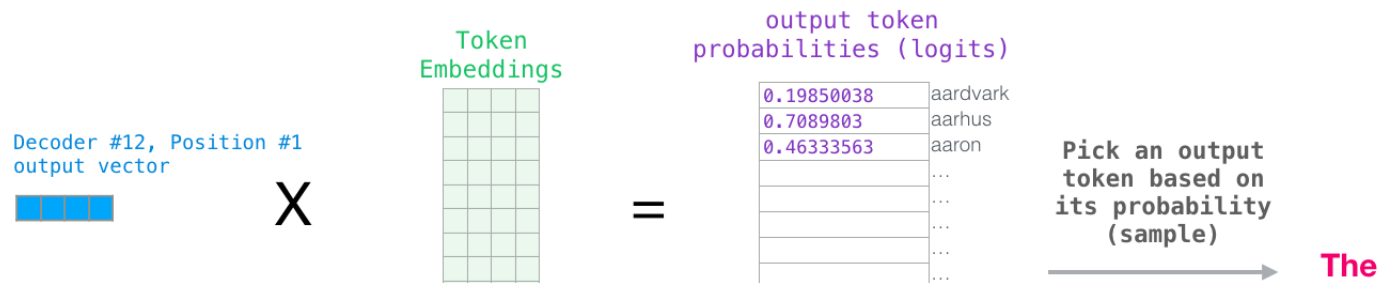 Decoder #12, Position #1
output vector
X
Token
Embeddings
=
output token
probabilities (logits)
0.19850038 aardvark
0.7089803 aarhus
0.46333563 aaron
...
...
...
...
...
Pick an output
token based on
its probability
(sample)
The